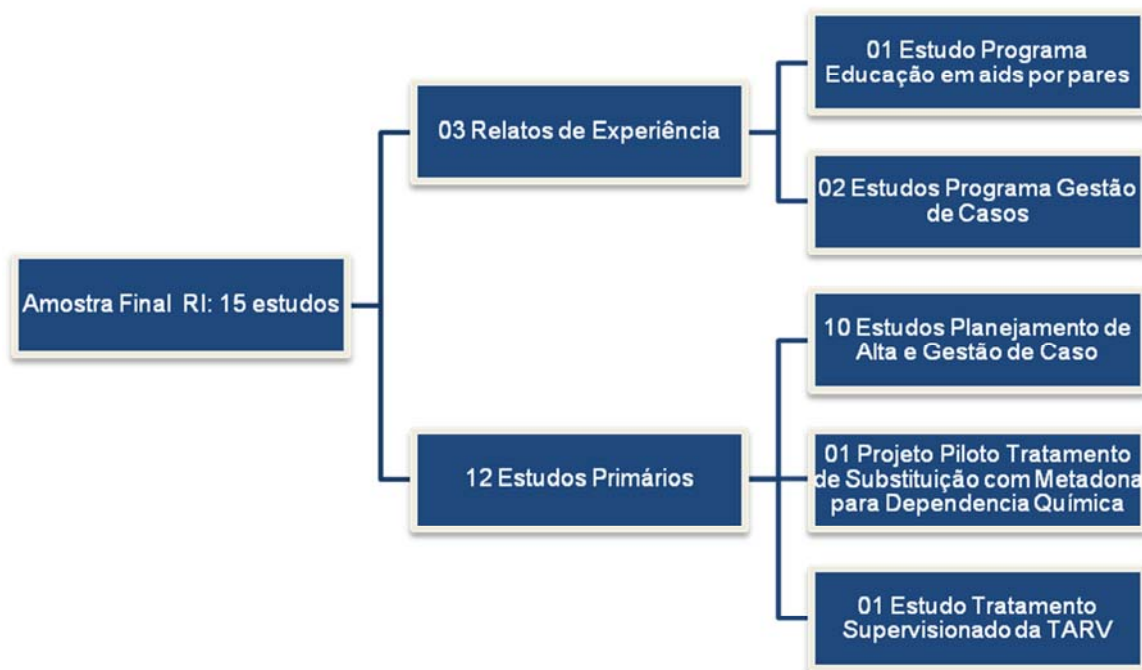 Amostra Final RI: 15 estudos
03 Relatos de Experiência
01 Estudo Programa
Educação em aids por pares
02 Estudos Programa Gestão
de Casos
12 Estudos Primários
10 Estudos Planejamento de
Alta e Gestão de Caso
01 Projeto Piloto Tratamento
de Substituição com Metadona
para Dependencia Química
01 Estudo Tratamento
Supervisionado da TARV